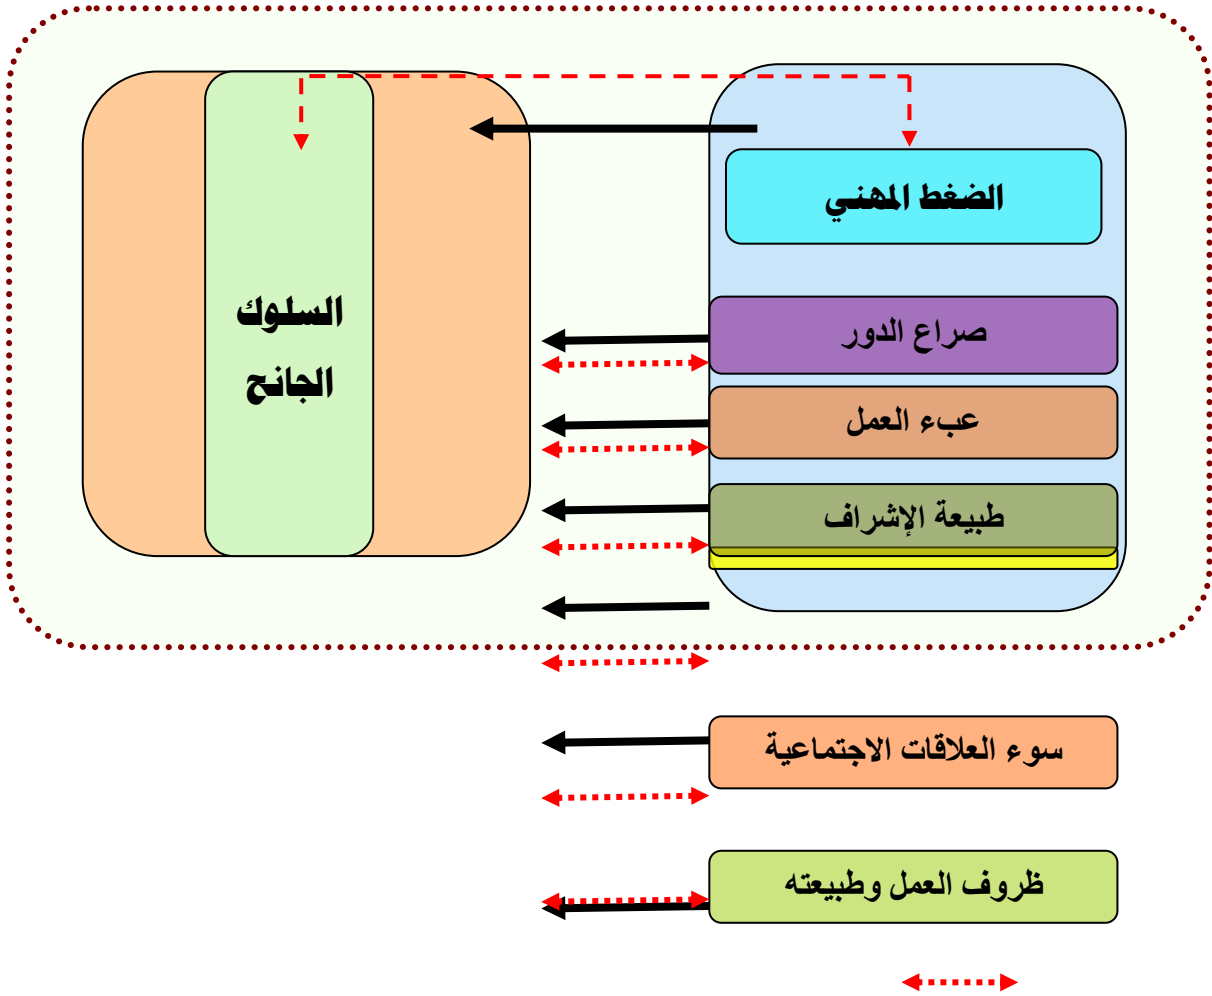 الضغط المهني
صراع الدور
عبء العمل
طبيعة الإشراف
سوء العلاقات الاجتماعية
ظروف العمل وطبيعته
السلوك
الجانح